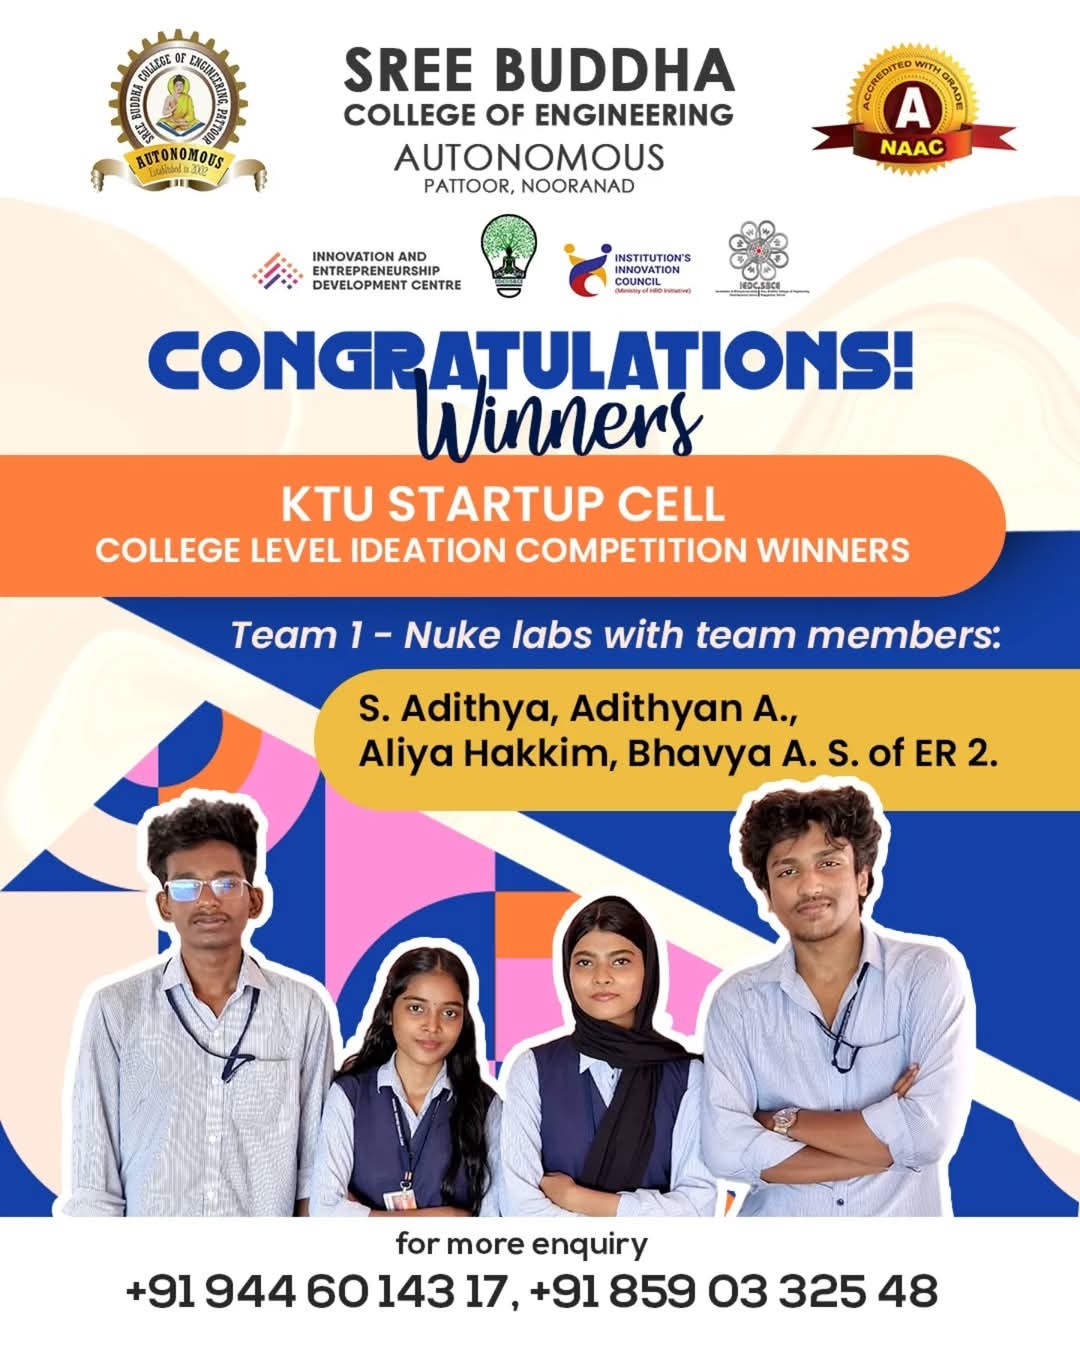 SREE BUDDHA COLLEGE OF ENGINEERING, PATTOOR
AUTONOMOUS
Established in 2002
SREE BUDDHA
COLLEGE OF ENGINEERING
AUTONOMOUS
PATTOOR, NOORANAD
ACCREDITED WITH GRADE
A
NAAC
INNOVATION AND
ENTREPRENEURSHIP
DEVELOPMENT CENTRE
INSTITUTION'S
INNOVATION
COUNCIL
(Ministry of HRD Initiative)
IEDC, SBCE
CONGRATULATIONS!
Winners
KTU STARTUP CELL
COLLEGE LEVEL IDEATION COMPETITION WINNERS
Team 1 - Nuke labs with team members:
S. Adithya, Adithyan A.,
Aliya Hakkim, Bhavya A. S. of ER 2.
for more enquiry
+91 944 60 143 17, +91 859 03 325 48